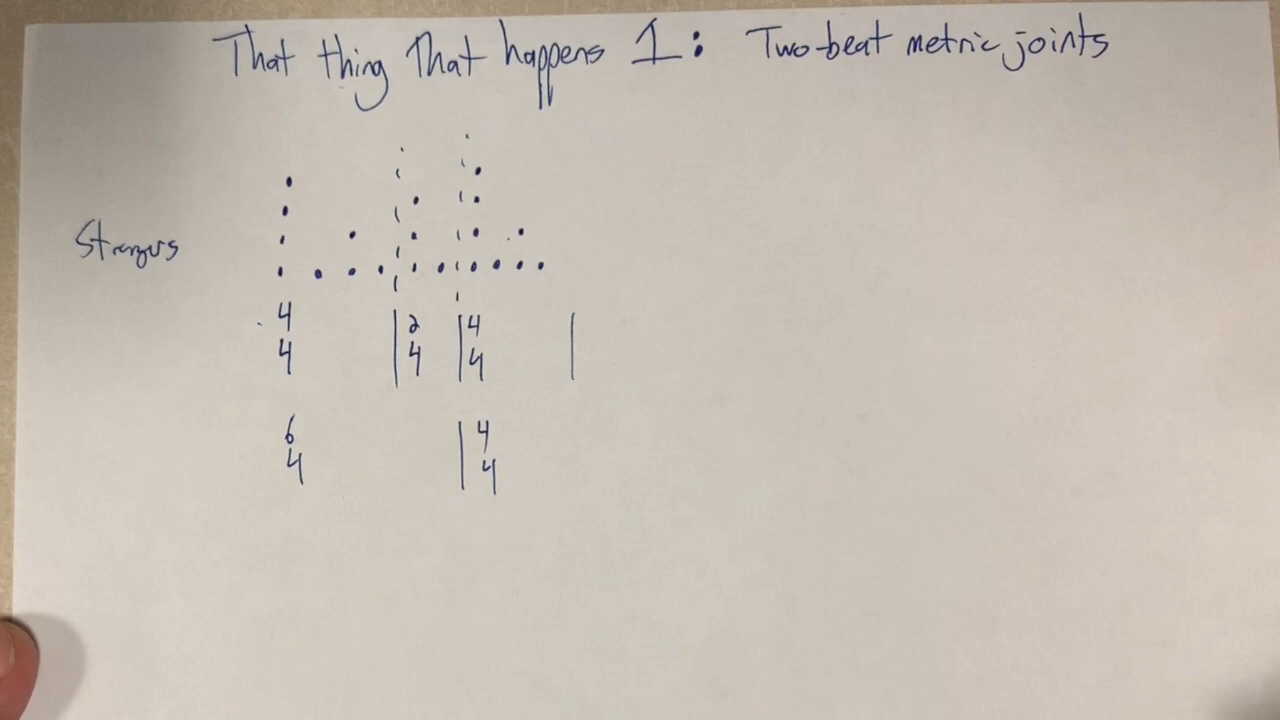 That thing That happens 1: Two-beat metric joints
4 | 2 | 4 |
4 | 4 | 4 |
6 | 4
4 | 4